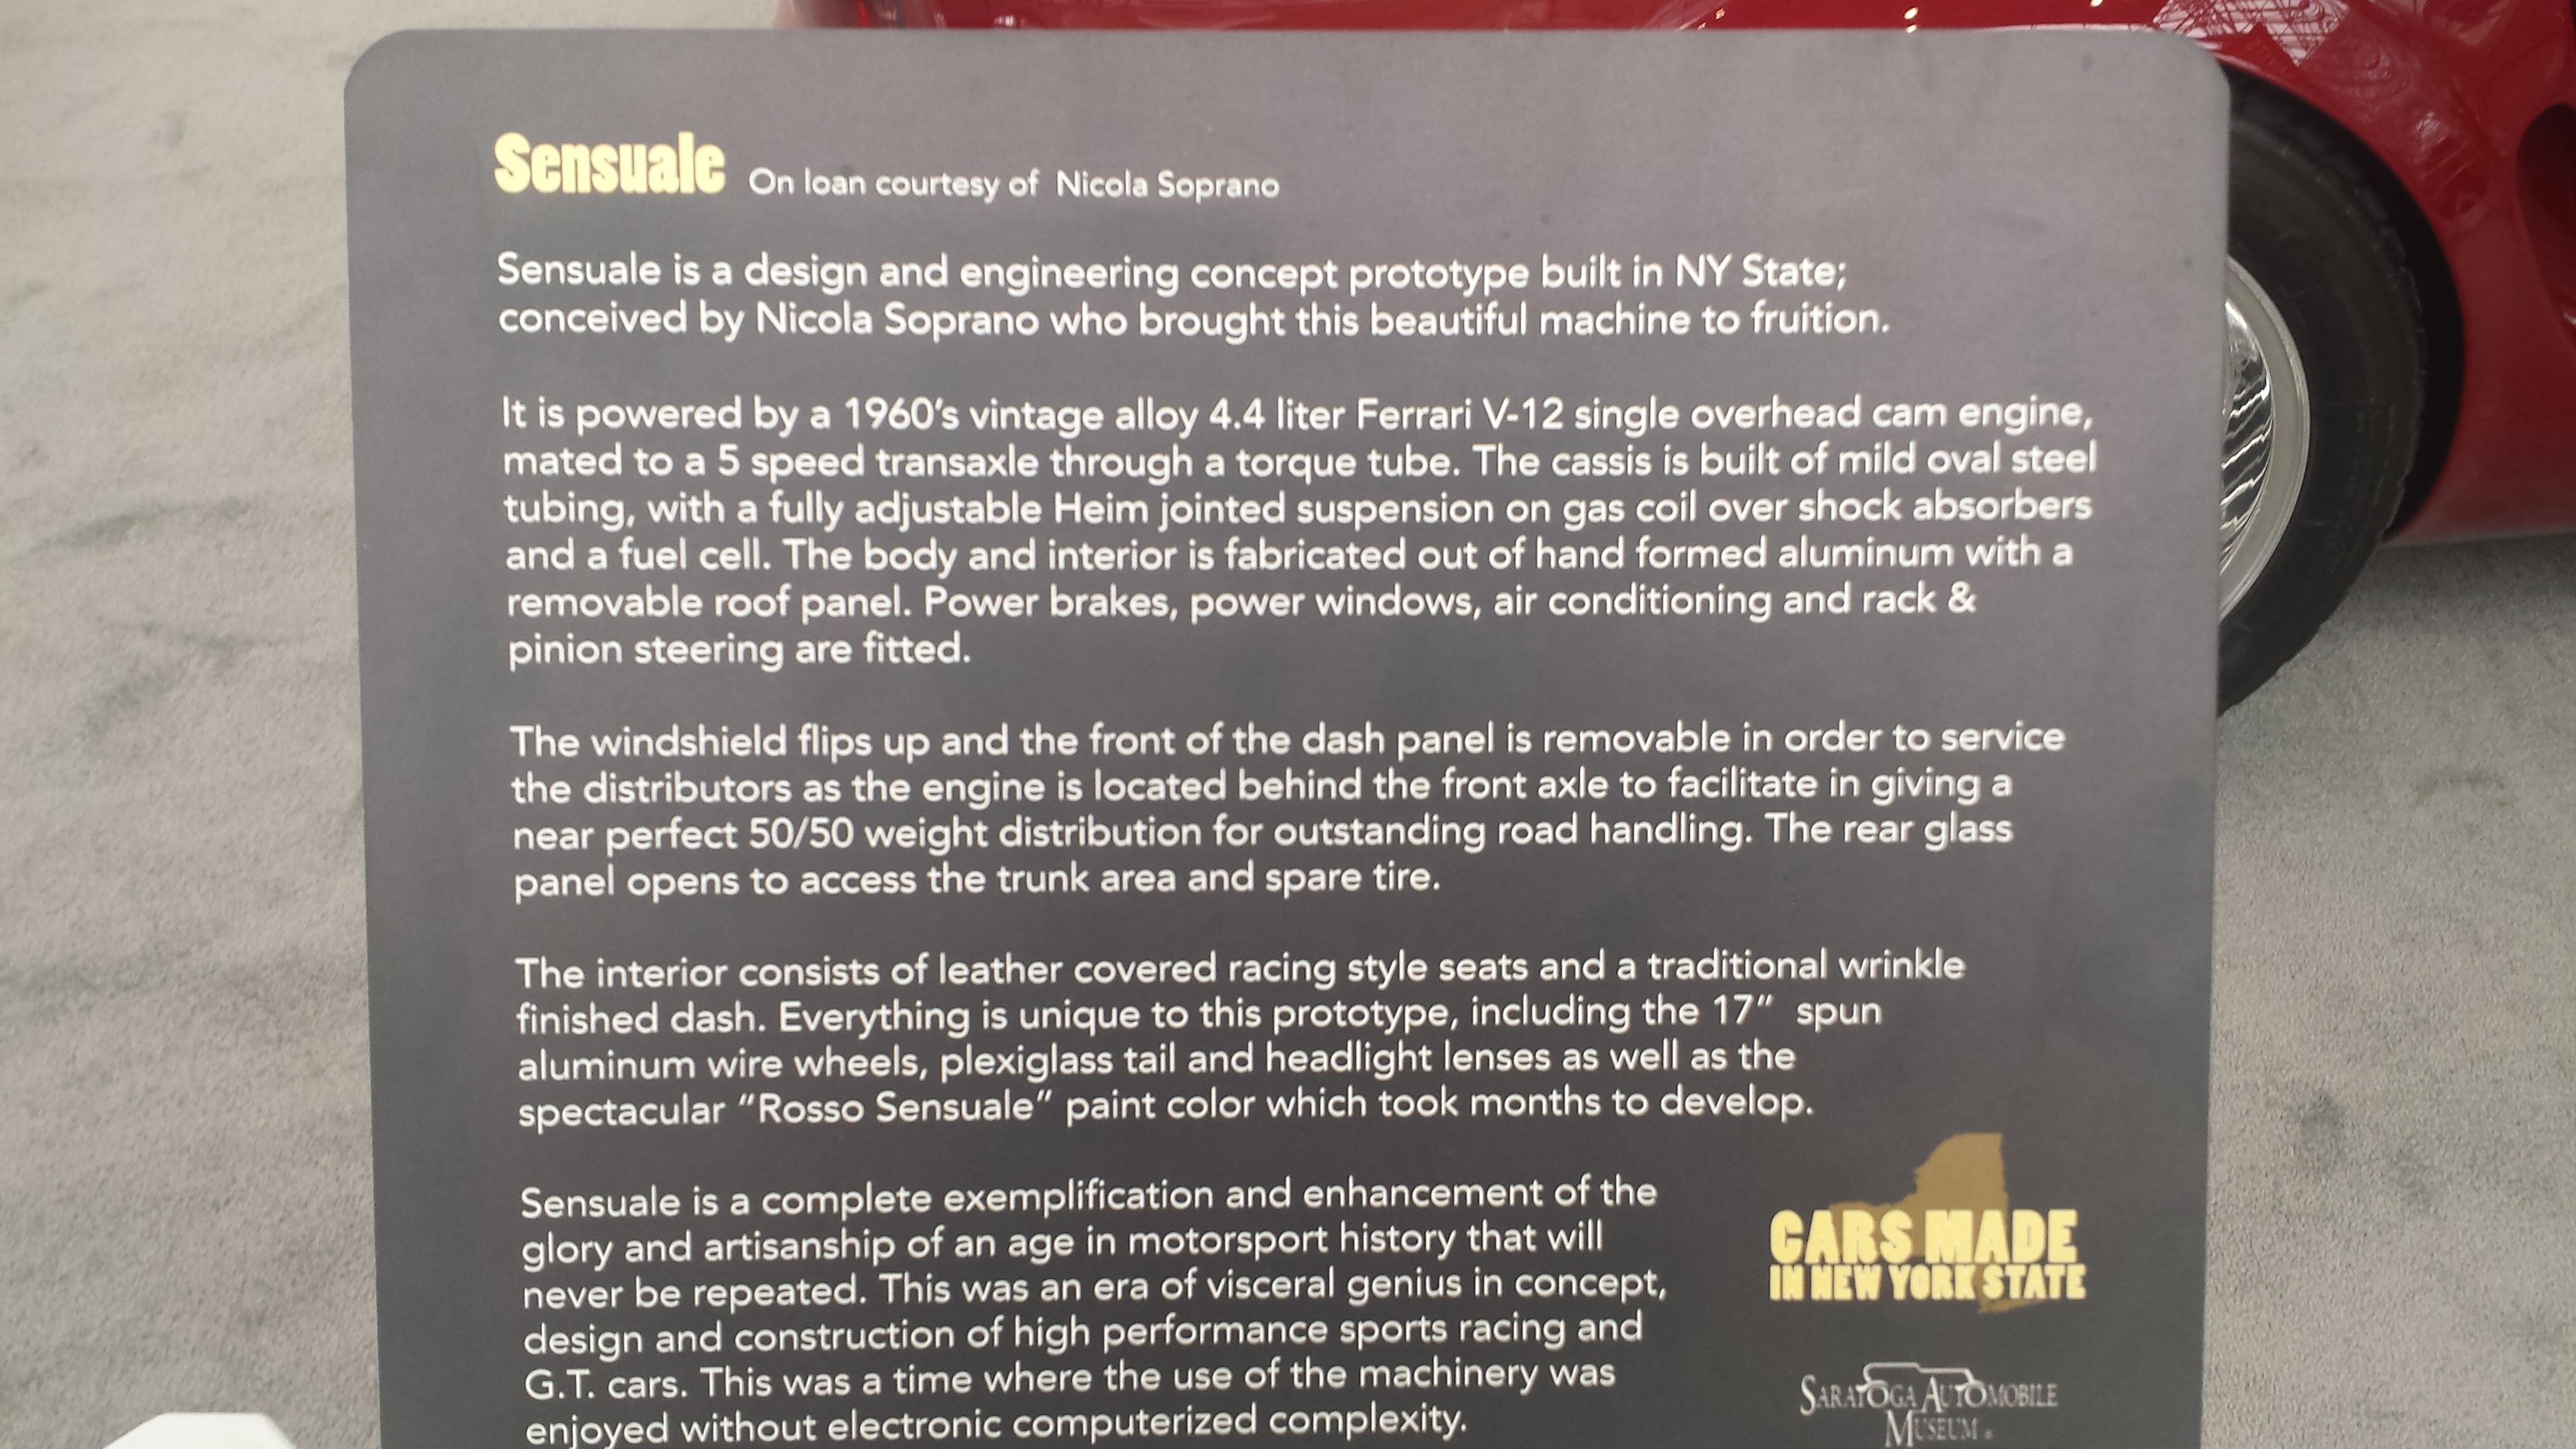 Sensuale On loan courtesy of Nicola Soprano
Sensuale is a design and engineering concept prototype built in NY State;
conceived by Nicola Soprano who brought this beautiful machine to fruition.
It is powered by a 1960's vintage alloy 4.4 liter Ferrari V-12 single overhead cam engine,
mated to a 5 speed transaxle through a torque tube. The cassis is built of mild oval steel
tubing, with a fully adjustable Heim jointed suspension on gas coil over shock absorbers
and a fuel cell. The body and interior is fabricated out of hand formed aluminum with a
removable roof panel. Power brakes, power windows, air conditioning and rack &
pinion steering are fitted.
The windshield flips up and the front of the dash panel is removable in order to service
the distributors as the engine is located behind the front axle to facilitate in giving a
near perfect 50/50 weight distribution for outstanding road handling. The rear glass
panel opens to access the trunk area and spare tire.
The interior consists of leather covered racing style seats and a traditional wrinkle
finished dash. Everything is unique to this prototype, including the 17" spun
aluminum wire wheels, plexiglass tail and headlight lenses as well as the
spectacular "Rosso Sensuale" paint color which took months to develop.
Sensuale is a complete exemplification and enhancement of the
glory and artisanship of an age in motorsport history that will
never be repeated. This was an era of visceral genius in concept,
design and construction of high performance sports racing and
G.T. cars. This was a time where the use of the machinery was
enjoyed without electronic computerized complexity.
CARS MADE
IN NEW YORK STATE
SARATOGA AUTOMOBILE
MUSEUM